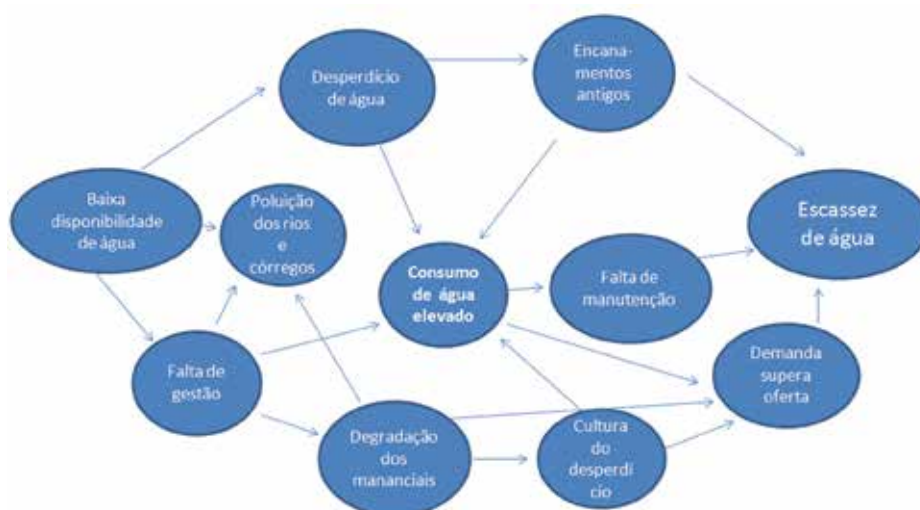 Desperdício
de água
Encana-
mentos
antigos
Baixa
disponibilidade
de água
Poluição
dos rios
e
córregos
Escassez
de água
Consumo
de água
elevado
Falta de
manutenção
Falta de
gestão
Demanda
supera
oferta
Degradação
dos
mananciais
Cultura
do
desperdí
cio